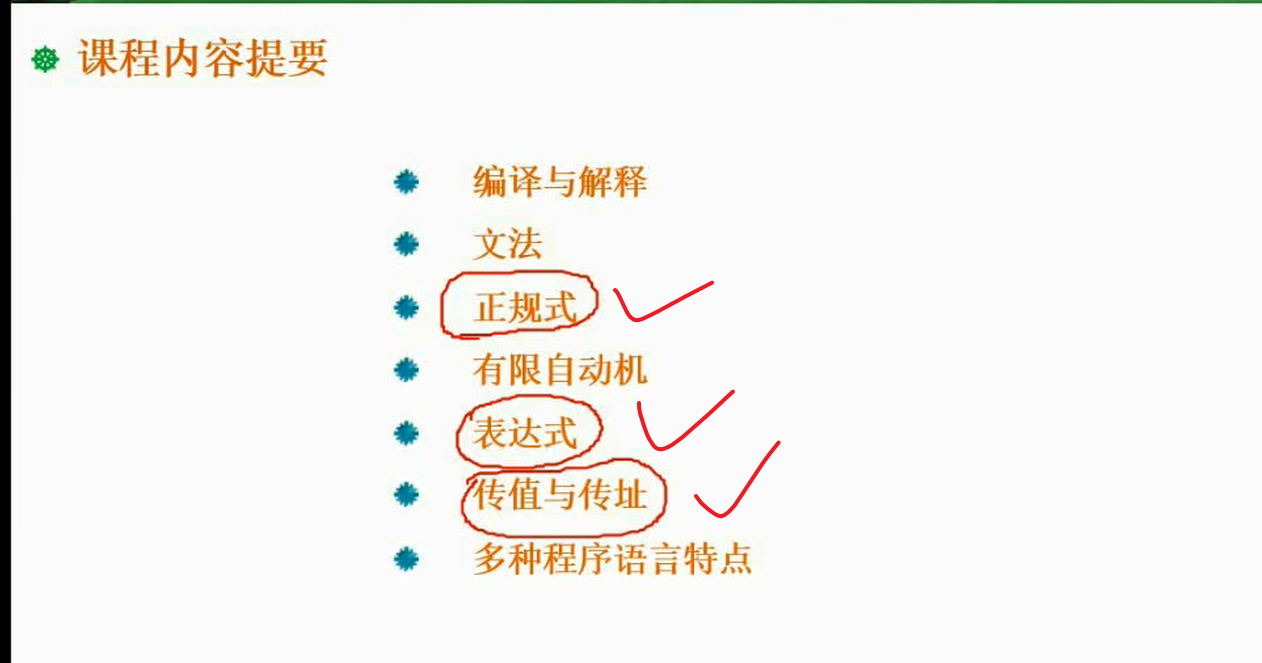 课程内容提要
编译与解释
文法
正规式
有限自动机
表达式
传值与传址
多种程序语言特点